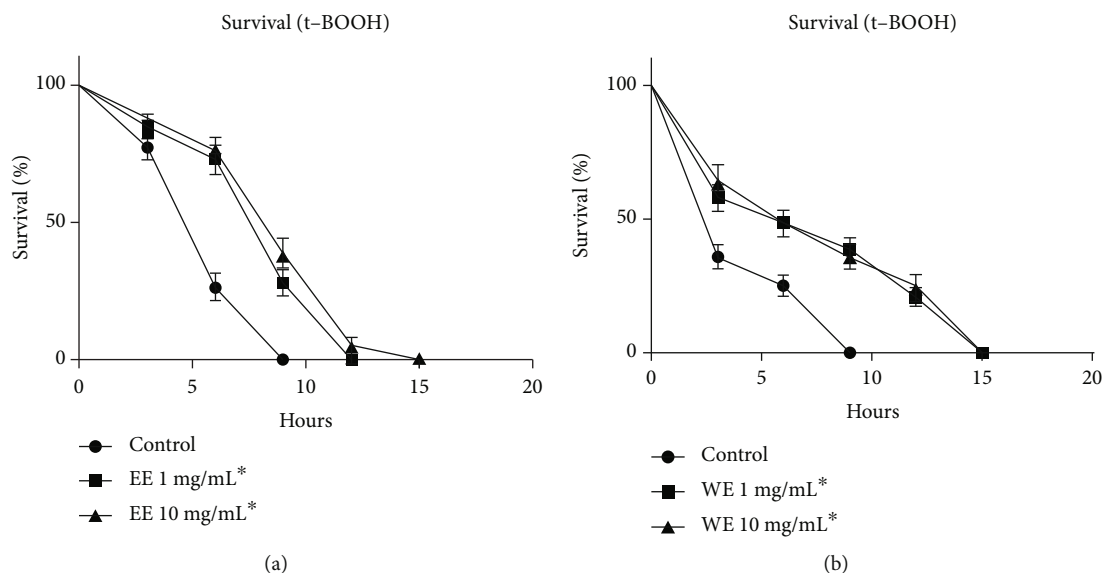 Survival (t–BOOH)
100
50
0
Survival (%)
0
5
10
15
20
Hours
Control
EE 1 mg/mL*
EE 10 mg/mL*
(a)
Survival (t–BOOH)
100
50
0
Survival (%)
0
5
10
15
20
Hours
Control
WE 1 mg/mL*
WE 10 mg/mL*
(b)